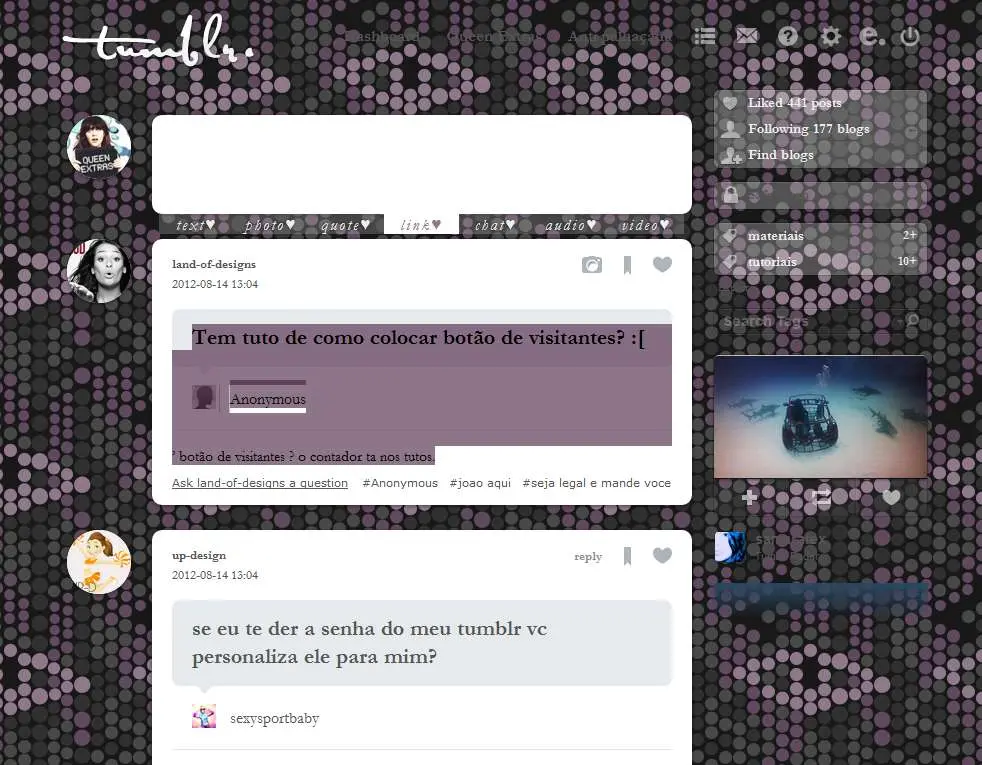 tumblr.
Dashboard Queen Extras
QUEEN
EXTRAS
text♥ photo♥ quote♥ link♥ chat♥ audio♥ video♥
land-of-designs
2012-08-14 13:04
Tem tuto de como colocar botão de visitantes? :[
Anonymous
' botão de visitantes ? o contador ta nos tutos.
Ask land-of-designs a question #Anonymous #joao aqui #seja legal e mande voce
up-design
2012-08-14 13:04
reply
se eu te der a senha do meu tumblr vc
personaliza ele para mim?
sexysportbaby
Liked 441 posts
Following 177 blogs
Find blogs
materiais 2+
tutoriais 10+
Search Tags